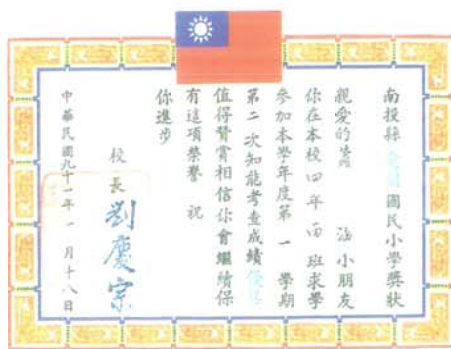 南投縣 國民小學獎狀
親愛的 小朋友
你在本校四年百班求學
參加本學年度第一學期
第二次知能考查成績優
值得贊賞相信你會繼續保
有這項榮譽 祝
你進步
校長 劉慶宗
中華民國九十一年一月十八日